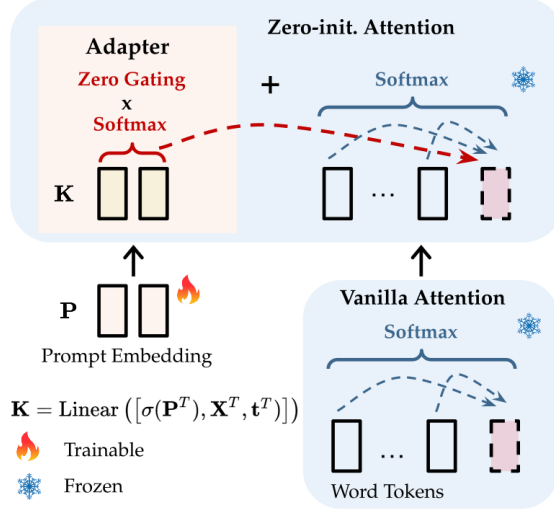 Zero-init. Attention
Adapter
Zero Gating
x
Softmax
+
Softmax
K
...
P
Prompt Embedding
Vanilla Attention
Softmax
...
Word Tokens
K = Linear ([σ(P^T), X^T, t^T)])
Trainable
Frozen